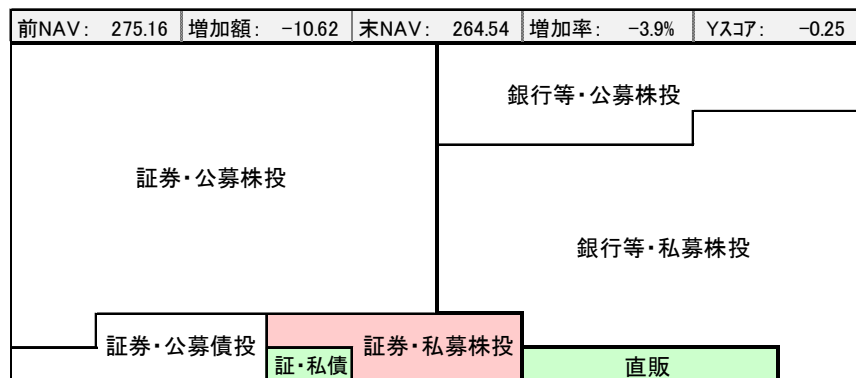 前NAV: 275.16 増加額: -10.62 末NAV: 264.54 増加率: -3.9% Yスコア: -0.25
銀行等・公募株投
証券・公募株投
銀行等・私募株投
証券・公募債投
証券・私募株投
証・私債
直販